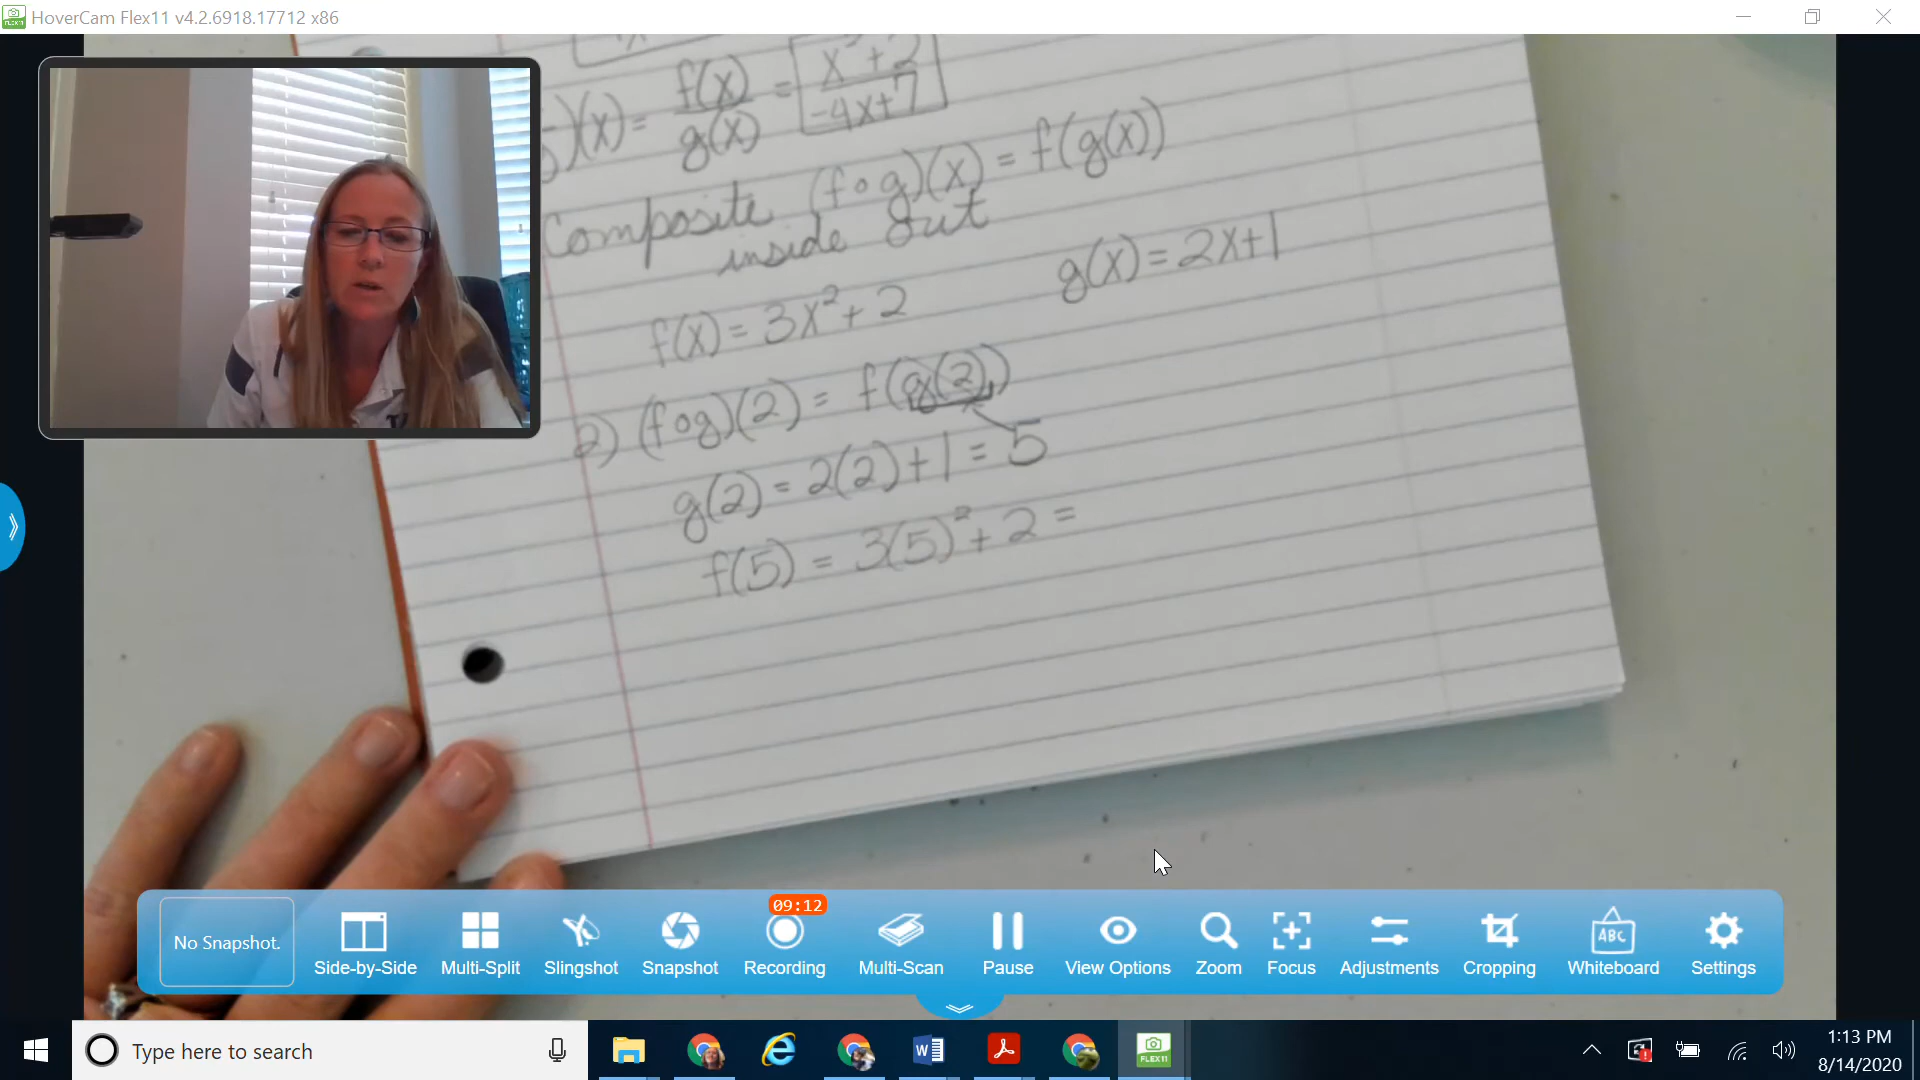 HoverCam Flex11 v4.2.6918.17712 x86
)(x) = f(x)/g(x) = x³+2/-4x+7
Composite (f∘g)(x) = f(g(x))
inside out
f(x) = 3x²+2 g(x) = 2x+1
2) (f∘g)(2) = f(g(2))
g(2) = 2(2)+1 = 5
f(5) = 3(5)²+2 =
09:12
No Snapshot.
Side-by-Side Multi-Split Slingshot Snapshot Recording Multi-Scan Pause View Options Zoom Focus Adjustments Cropping ABC Whiteboard Settings
Type here to search
FLEX11
1:13 PM
8/14/2020